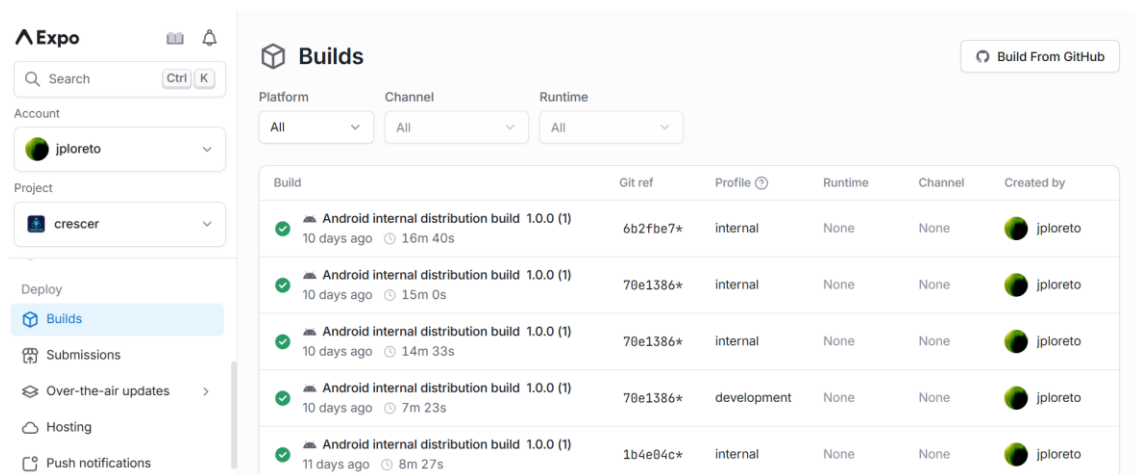 Expo
Search Ctrl K
Account
jploreto
Project
crescer
Deploy
Builds
Submissions
Over-the-air updates
Hosting
Push notifications
Builds
Build From GitHub
Platform Channel Runtime
All All All
Build Git ref Profile Runtime Channel Created by
Android internal distribution build 1.0.0 (1)
10 days ago 16m 40s
6b2fbe7* internal None None jploreto
Android internal distribution build 1.0.0 (1)
10 days ago 15m 0s
70e1386* internal None None jploreto
Android internal distribution build 1.0.0 (1)
10 days ago 14m 33s
70e1386* internal None None jploreto
Android internal distribution build 1.0.0 (1)
10 days ago 7m 23s
70e1386* development None None jploreto
Android internal distribution build 1.0.0 (1)
11 days ago 8m 27s
1b4e04c* internal None None jploreto